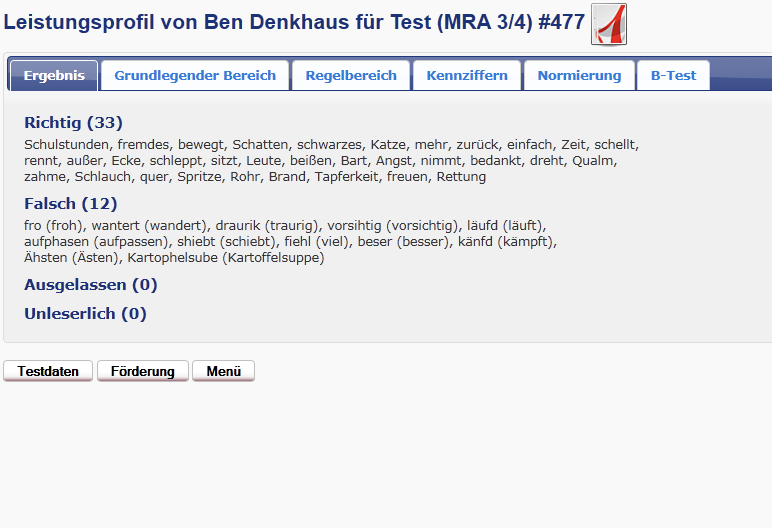 Leistungsprofil von Ben Denkhaus für Test (MRA 3/4) #477
Ergebnis Grundlegender Bereich Regelbereich Kennziffern Normierung B-Test
Richtig (33)
Schulstunden, fremdes, bewegt, Schatten, schwarzes, Katze, mehr, zurück, einfach, Zeit, schellt,
rennt, außer, Ecke, schleppt, sitzt, Leute, beißen, Bart, Angst, nimmt, bedankt, dreht, Qualm,
zahme, Schlauch, quer, Spritze, Rohr, Brand, Tapferkeit, freuen, Rettung
Falsch (12)
fro (froh), wantert (wandert), draurik (traurig), vorsihtig (vorsichtig), läufd (läuft),
aufphasen (aufpassen), shiebt (schiebt), fiehl (viel), beser (besser), känfd (kämpft),
Ähsten (Ästen), Kartophelsube (Kartoffelsuppe)
Ausgelassen (0)
Unleserlich (0)
Testdaten Förderung Menü